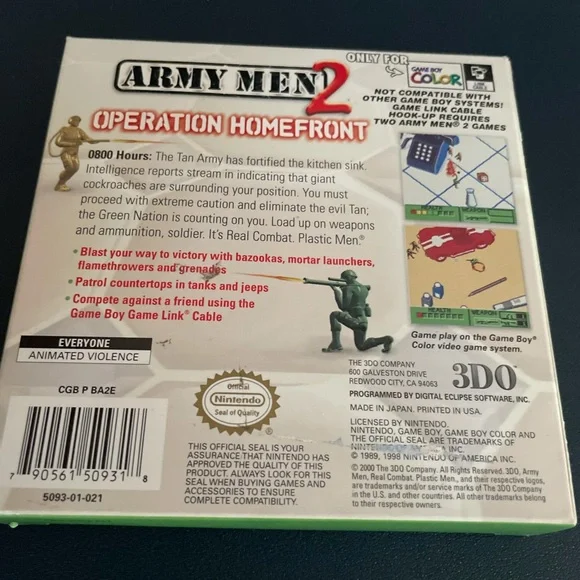 ARMY MEN 2
OPERATION HOMEFRONT
ONLY FOR
GAME BOY
COLOR
NOT COMPATIBLE WITH
OTHER GAME BOY SYSTEMS!
GAME LINK CABLE
HOOK-UP REQUIRES
TWO ARMY MEN® 2 GAMES
0800 Hours: The Tan Army has fortified the kitchen sink.
Intelligence reports stream in indicating that giant
cockroaches are surrounding your position. You must
proceed with extreme caution and eliminate the evil Tan;
the Green Nation is counting on you. Load up on weapons
and ammunition, soldier. It's Real Combat. Plastic Men.®
• Blast your way to victory with bazookas, mortar launchers,
flamethrowers and grenades
• Patrol countertops in tanks and jeeps
• Compete against a friend using the
Game Boy Game Link® Cable
HEALTH WEAPON
HEALTH WEAPON
Game play on the Game Boy®
Color video game system.
EVERYONE
ANIMATED VIOLENCE
CGB P BA2E
7 90561 50931 8
5093-01-021
Official
Nintendo
Seal of Quality
THIS OFFICIAL SEAL IS YOUR
ASSURANCE THAT NINTENDO HAS
APPROVED THE QUALITY OF THIS
PRODUCT. ALWAYS LOOK FOR THIS
SEAL WHEN BUYING GAMES AND
ACCESSORIES TO ENSURE
COMPLETE COMPATIBILITY.
THE 3DO COMPANY
600 GALVESTON DRIVE
REDWOOD CITY, CA 94063
3DO
PROGRAMMED BY DIGITAL ECLIPSE SOFTWARE, INC.
MADE IN JAPAN. PRINTED IN USA.
LICENSED BY NINTENDO.
NINTENDO, GAME BOY, GAME BOY COLOR AND
THE OFFICIAL SEAL ARE TRADEMARKS OF
INC.
© 1989, 1998 NINTENDO OF AMERICA INC.
© 2000 The 3DO Company. All Rights Reserved. 3DO, Army
Men, Real Combat. Plastic Men., and their respective logos,
are trademarks and/or service marks of The 3DO Company
in the U.S. and other countries. All other trademarks belong
to their respective owners.